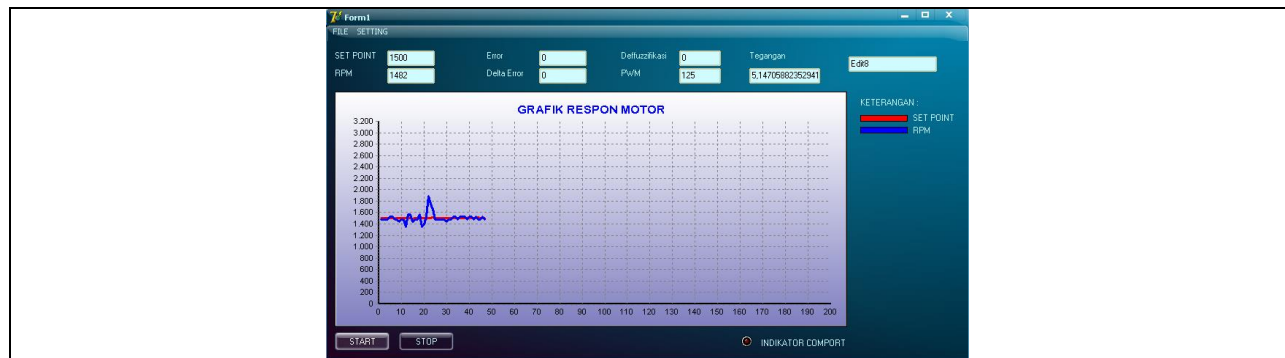 Form1
FILE SETTING
SET POINT 1500 Error 0 Deffuzzifikasi 0 Tegangan Edit8
RPM 1482 Delta Error 0 PWM 125 5,14705882352941
GRAFIK RESPON MOTOR
KETERANGAN :
SET POINT
RPM
3.200
3.000
2.800
2.600
2.400
2.200
2.000
1.800
1.600
1.400
1.200
1.000
800
600
400
200
0
0 10 20 30 40 50 60 70 80 90 100 110 120 130 140 150 160 170 180 190 200
START STOP INDIKATOR COMPORT